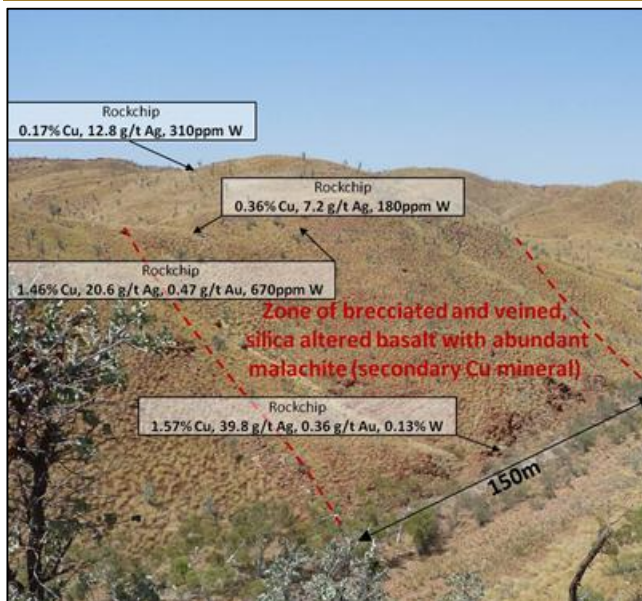 Rockchip
0.17% Cu, 12.8 g/t Ag, 310ppm W
Rockchip
0.36% Cu, 7.2 g/t Ag, 180ppm W
Rockchip
1.46% Cu, 20.6 g/t Ag, 0.47 g/t Au, 670ppm W
Zone of brecciated and veined,
silica altered basalt with abundant
malachite (secondary Cu mineral)
Rockchip
1.57% Cu, 39.8 g/t Ag, 0.36 g/t Au, 0.13% W
150m